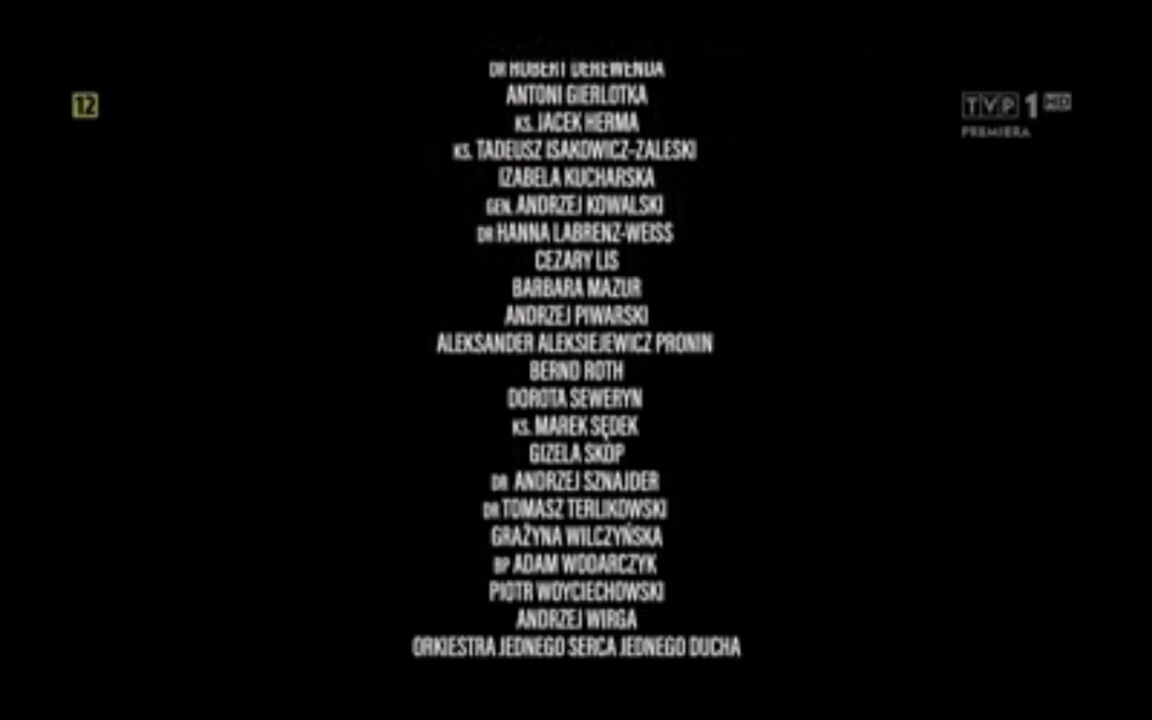 DR ROBERT DEREWENDA
12
TVP 1 HD
PREMIERA
ANTONI GIERLOTKA
KS. JACEK HERMA
KS. TADEUSZ ISAKOWICZ-ZALESKI
IZABELA KUCHARSKA
GEN. ANDRZEJ KOWALSKI
DR HANNA LABRENZ-WEISS
CEZARY LIS
BARBARA MAZUR
ANDRZEJ PIWARSKI
ALEKSANDER ALEKSIEJEWICZ PRONIN
BERND ROTH
DOROTA SEWERYN
KS. MAREK SĘDEK
GIZELA SKÓP
DR ANDRZEJ SZNAJDER
DR TOMASZ TERLIKOWSKI
GRAŻYNA WILCZYŃSKA
BP ADAM WODARCZYK
PIOTR WOYCIECHOWSKI
ANDRZEJ WIRGA
ORKIESTRA JEDNEGO SERCA JEDNEGO DUCHA